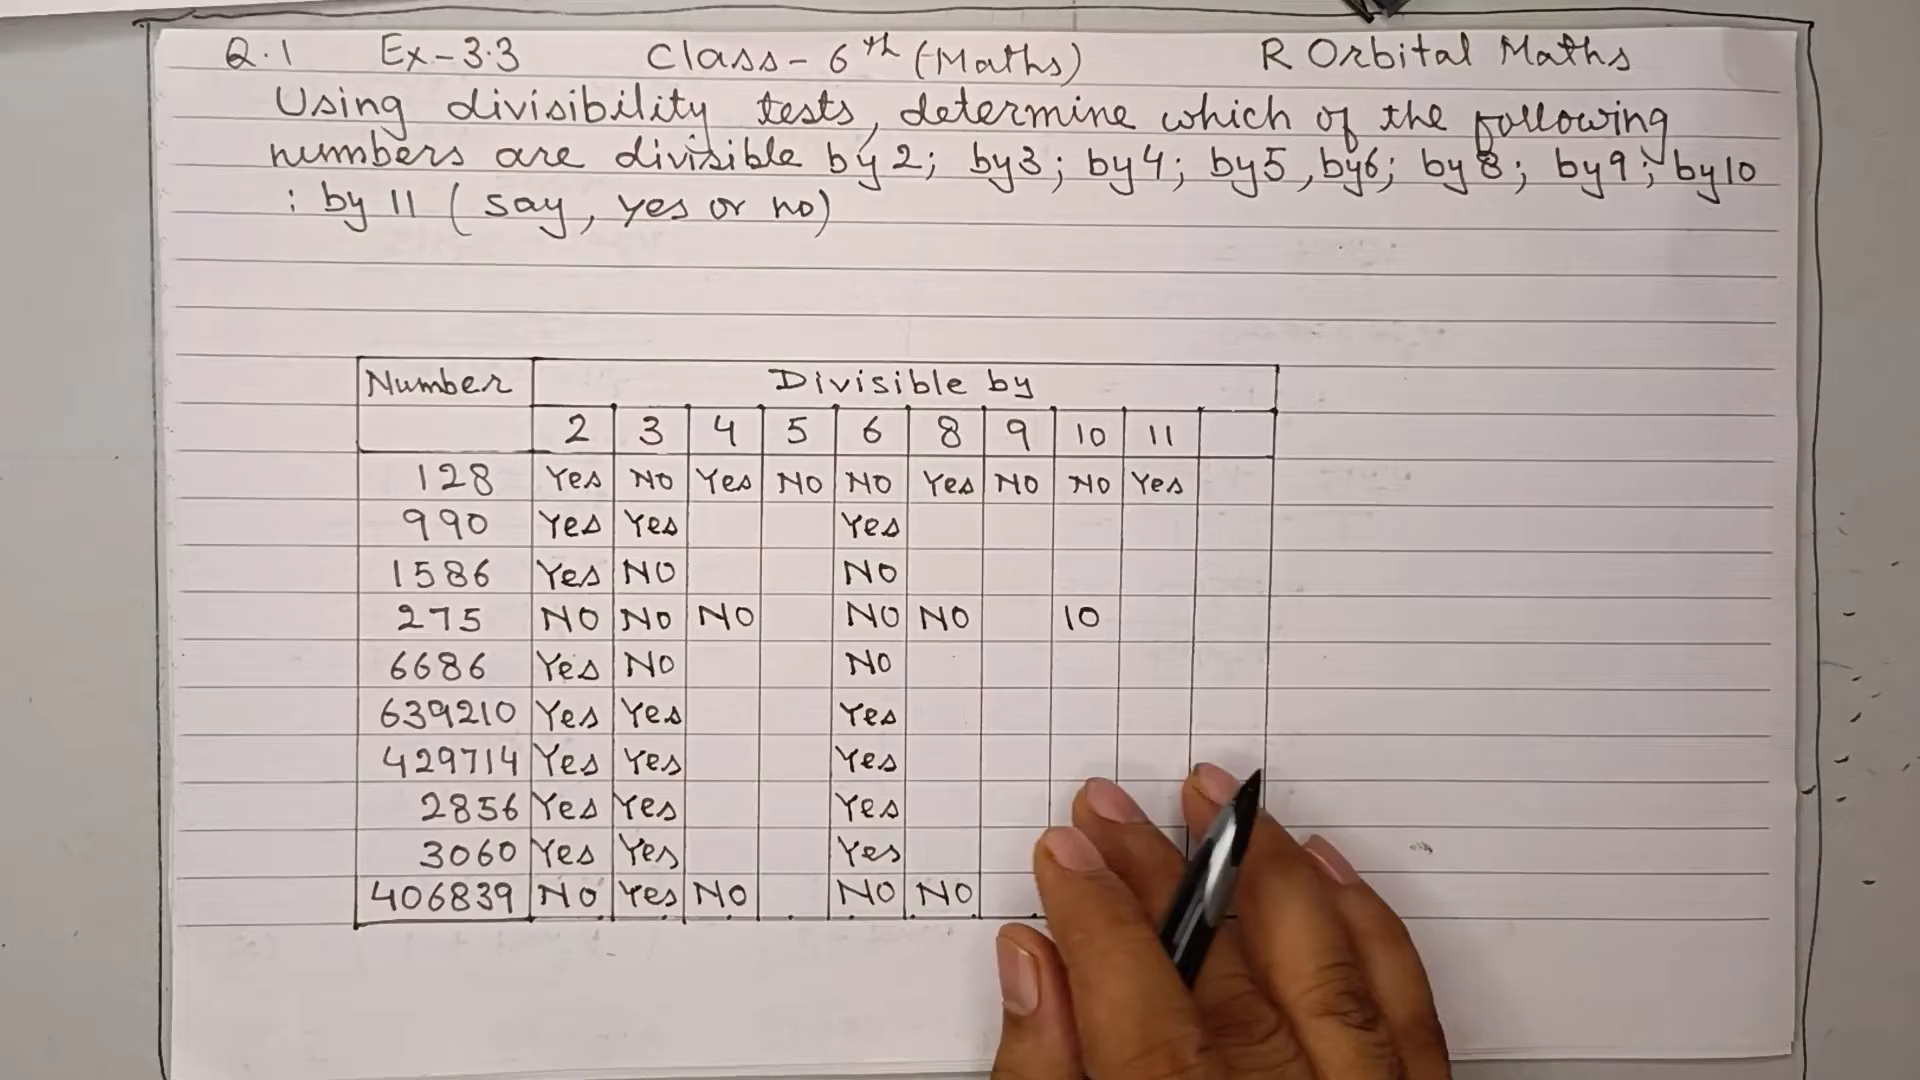 Q.1 Ex-3.3 Class-6th (Maths) R Orbital Maths
Using divisibility tests, determine which of the following
numbers are divisible by 2; by 3; by 4; by 5, by 6; by 8; by 9; by 10
: by 11 (say, yes or no)
Number Divisible by
2 3 4 5 6 8 9 10 11
128 Yes NO Yes NO NO Yes NO NO Yes
990 Yes Yes Yes
1586 Yes NO NO
275 NO NO NO NO NO 10
6686 Yes NO NO
639210 Yes Yes Yes
429714 Yes Yes Yes
2856 Yes Yes Yes
3060 Yes Yes Yes
406839 NO Yes NO NO NO